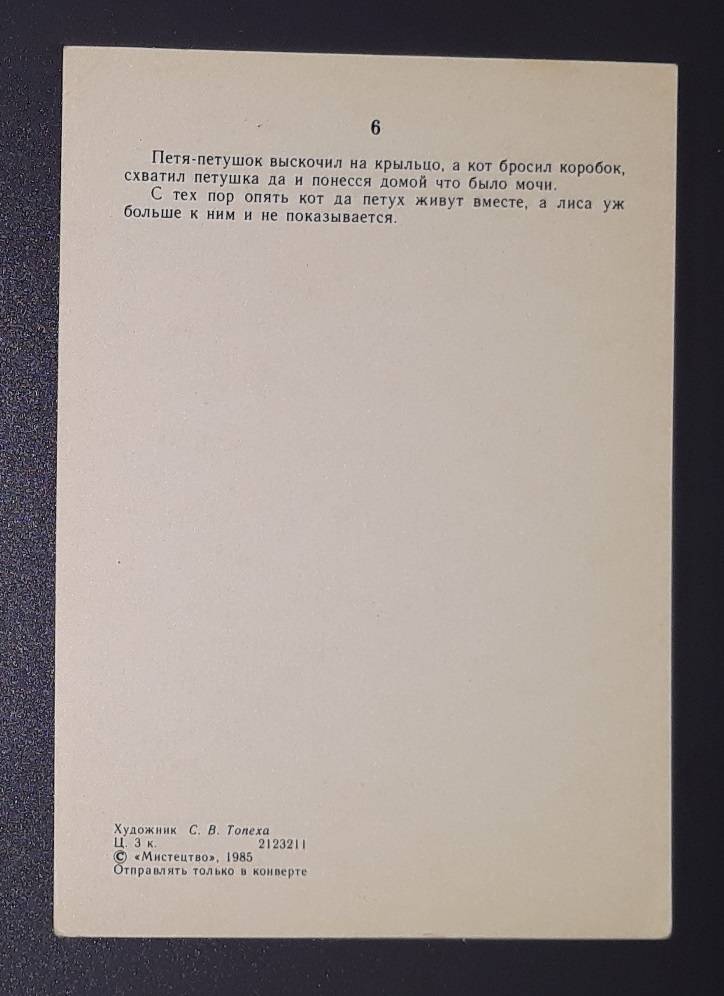 6
Петя-петушок выскочил на крыльцо, а кот бросил коробок,
схватил петушка да и понесся домой что было мочи.
С тех пор опять кот да петух живут вместе, а лиса уж
больше к ним и не показывается.
Художник С. В. Топеха
Ц. 3 к. 2123211
© «Мистецтво», 1985
Отправлять только в конверте